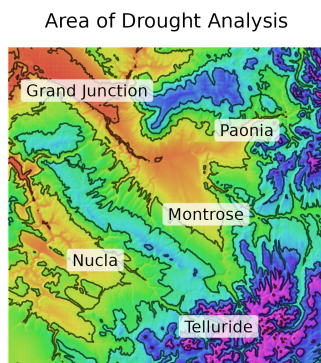 Area of Drought Analysis
Grand Junction
Paonia
Montrose
Nucla
Telluride